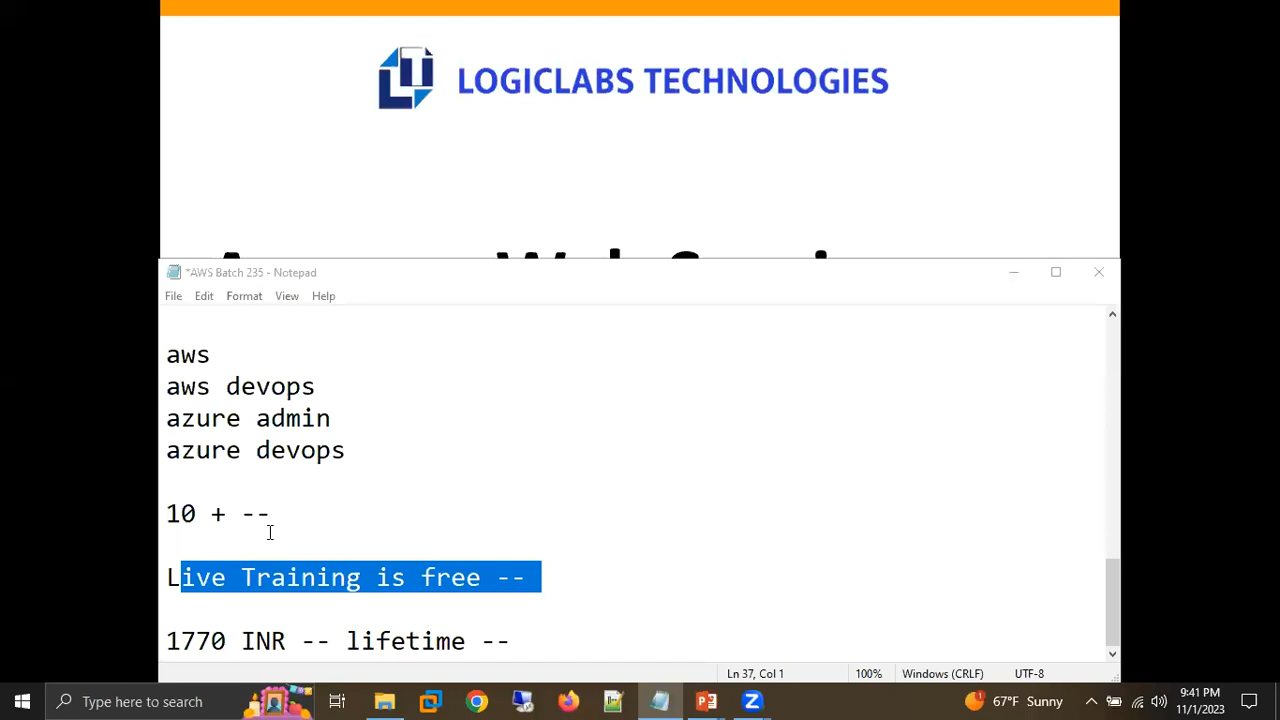 LOGICLABS TECHNOLOGIES
*AWS Batch 235 - Notepad
File Edit Format View Help
aws
aws devops
azure admin
azure devops
10 + --
Live Training is free --
1770 INR -- lifetime --
Ln 37, Col 1 100% Windows (CRLF) UTF-8
Type here to search
67°F Sunny
9:41 PM
11/1/2023